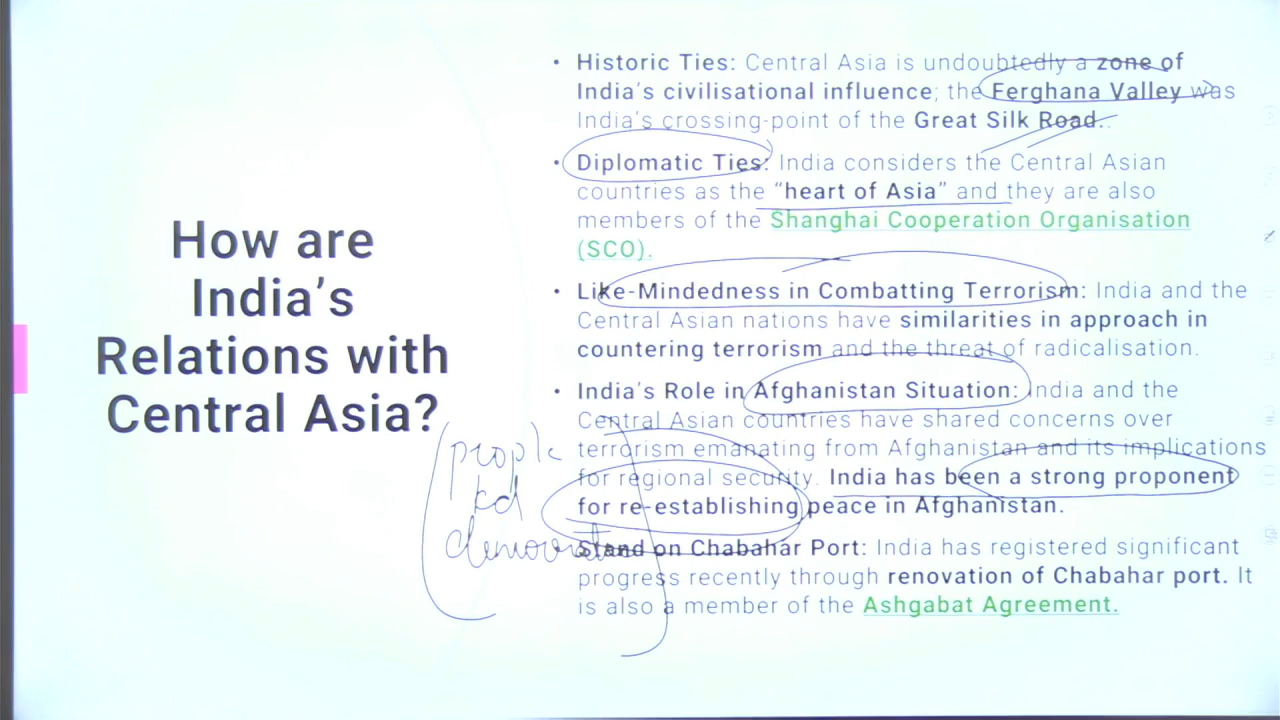 How are
India's
Relations with
Central Asia?
• Historic Ties: Central Asia is undoubtedly a zone of
India's civilisational influence; the Ferghana Valley was
India's crossing-point of the Great Silk Road..
• Diplomatic Ties: India considers the Central Asian
countries as the "heart of Asia" and they are also
members of the Shanghai Cooperation Organisation
(SCO).
• Like-Mindedness in Combatting Terrorism: India and the
Central Asian nations have similarities in approach in
countering terrorism and the threat of radicalisation.
• India's Role in Afghanistan Situation: India and the
Central Asian countries have shared concerns over
terrorism emanating from Afghanistan and its implications
for regional security. India has been a strong proponent
for re-establishing peace in Afghanistan.
Stand on Chabahar Port: India has registered significant
progress recently through renovation of Chabahar port. It
is also a member of the Ashgabat Agreement.
people